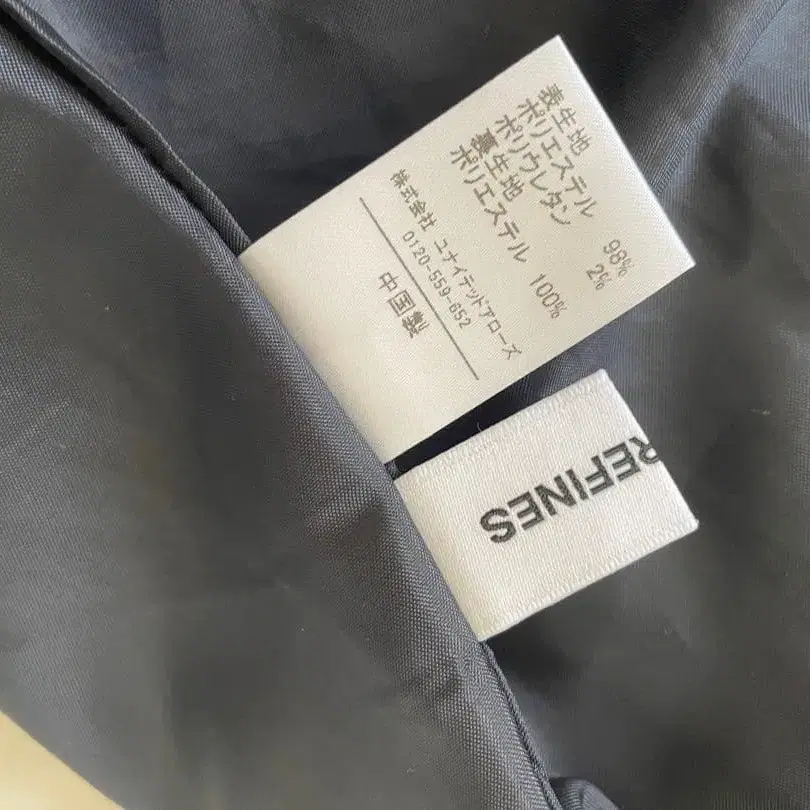 表生地
ポリエステル 98%
ポリウレタン 2%
裏生地
ポリエステル 100%
株式会社 ユナイテッドアローズ
0120-559-652
中国製
REFINES